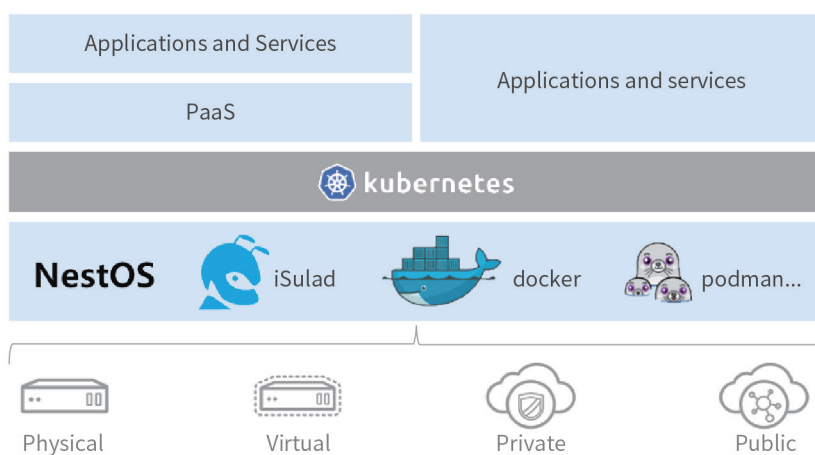 Applications and Services
Applications and services
PaaS
kubernetes
NestOS iSulad docker podman...
Physical Virtual Private Public